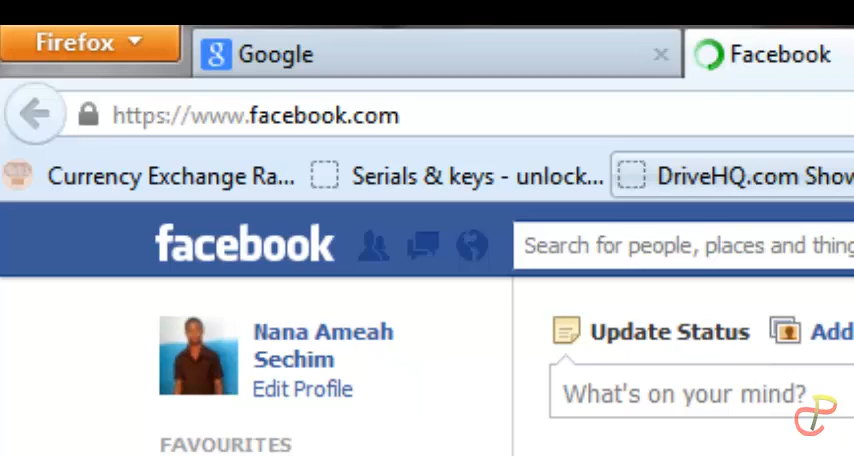 Firefox
Google
Facebook
https://www.facebook.com
Currency Exchange Ra... Serials & keys - unlock... DriveHQ.com Show
facebook Search for people, places and thing
Nana Ameah
Sechim
Edit Profile
Update Status Add
What's on your mind?
FAVOURITES